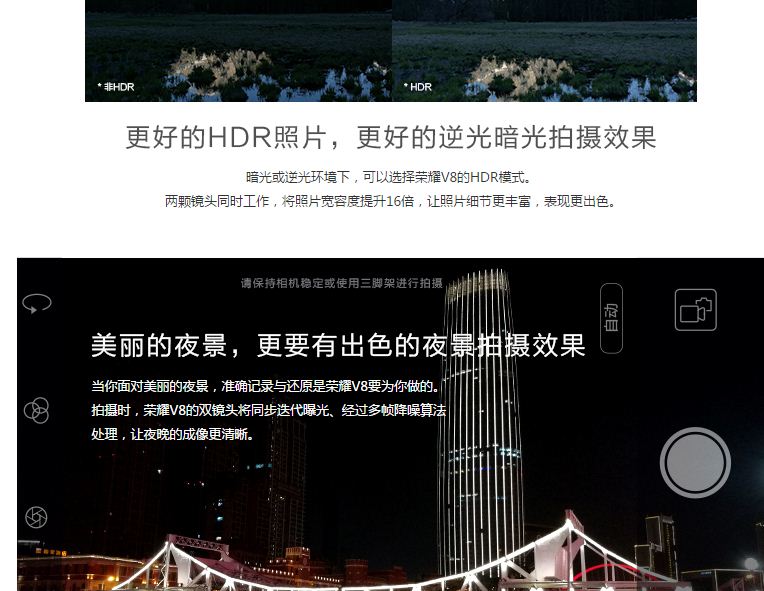 * 非HDR
* HDR
更好的HDR照片，更好的逆光暗光拍摄效果
暗光或逆光环境下，可以选择荣耀V8的HDR模式。
两颗镜头同时工作，将照片宽容度提升16倍，让照片细节更丰富，表现更出色。
请保持相机稳定或使用三脚架进行拍摄
自动
美丽的夜景，更要有出色的夜景拍摄效果
当你面对美丽的夜景，准确记录与还原是荣耀V8要为你做的。
拍摄时，荣耀V8的双镜头将同步迭代曝光、经过多帧降噪算法
处理，让夜晚的成像更清晰。